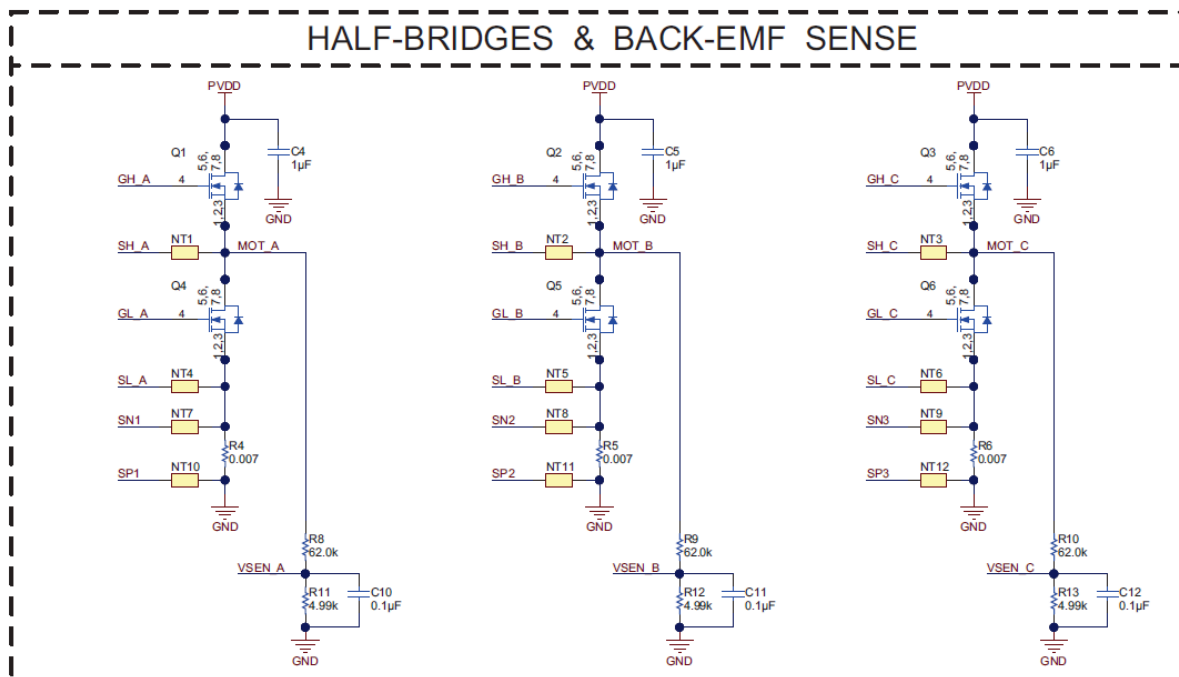 HALF-BRIDGES & BACK-EMF SENSE
PVDD
C4
1µF
Q1
5,6,
7,8
GH_A
4
1,2,3
GND
SH_A
NT1
MOT_A
Q4
5,6,
7,8
GL_A
4
1,2,3
SL_A
NT4
SN1
NT7
R4
0.007
SP1
NT10
GND
R8
62.0k
VSEN_A
R11
4.99k
C10
0.1µF
GND
PVDD
C5
1µF
Q2
5,6,
7,8
GH_B
4
1,2,3
GND
SH_B
NT2
MOT_B
Q5
5,6,
7,8
GL_B
4
1,2,3
SL_B
NT5
SN2
NT8
R5
0.007
SP2
NT11
GND
R9
62.0k
VSEN_B
R12
4.99k
C11
0.1µF
GND
PVDD
C6
1µF
Q3
5,6,
7,8
GH_C
4
1,2,3
GND
SH_C
NT3
MOT_C
Q6
5,6,
7,8
GL_C
4
1,2,3
SL_C
NT6
SN3
NT9
R6
0.007
SP3
NT12
GND
R10
62.0k
VSEN_C
R13
4.99k
C12
0.1µF
GND